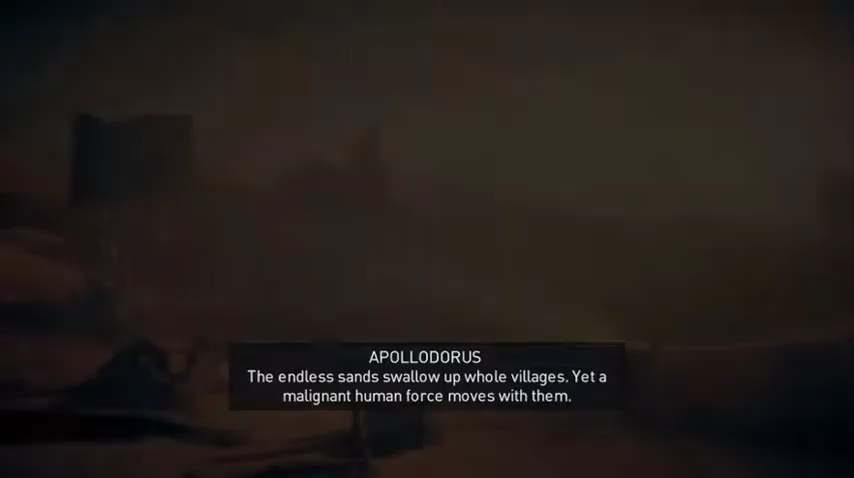 APOLLODORUS
The endless sands swallow up whole villages. Yet a
malignant human force moves with them.